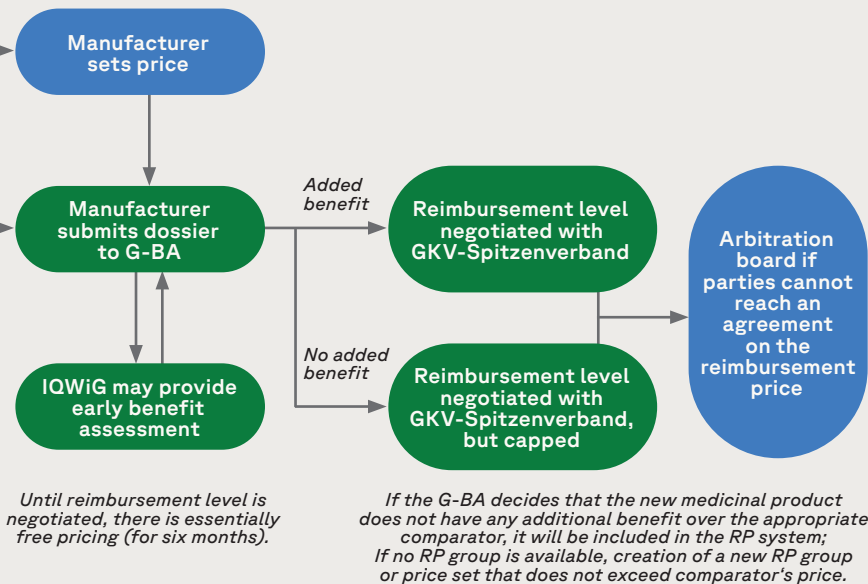 Manufacturer
sets price
Manufacturer
submits dossier
to G-BA
IQWiG may provide
early benefit
assessment
Added
benefit
No added
benefit
Reimbursement level
negotiated with
GKV-Spitzenverband
Reimbursement level
negotiated with
GKV-Spitzenverband,
but capped
Arbitration
board if
parties cannot
reach an
agreement
on the
reimbursement
price
Until reimbursement level is
negotiated, there is essentially
free pricing (for six months).
If the G-BA decides that the new medicinal product
does not have any additional benefit over the appropriate
comparator, it will be included in the RP system;
If no RP group is available, creation of a new RP group
or price set that does not exceed comparator‘s price.